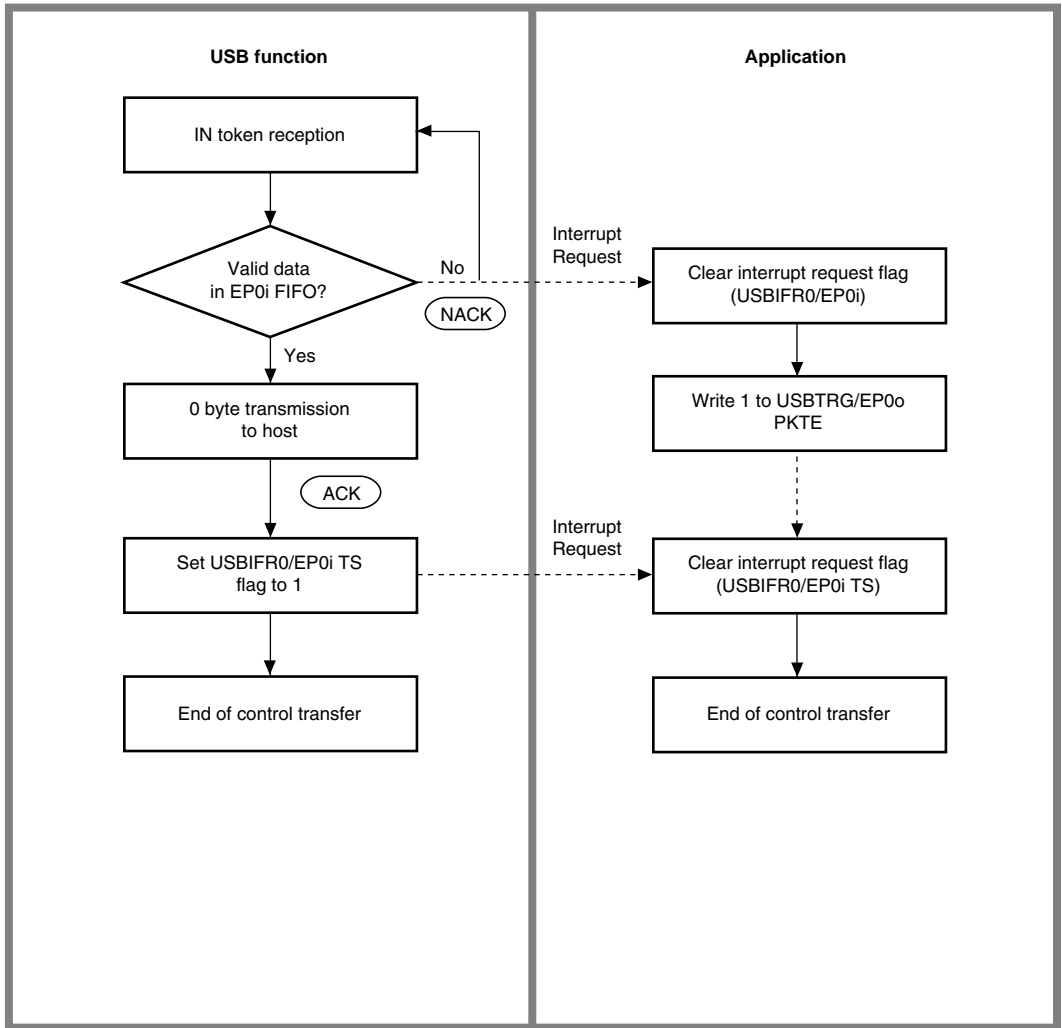 USB function
Application
IN token reception
Valid data
in EP0i FIFO?
No
NACK
Interrupt
Request
Clear interrupt request flag
(USBIFR0/EP0i)
Yes
0 byte transmission
to host
Write 1 to USBTRG/EP0o
PKTE
ACK
Set USBIFR0/EP0i TS
flag to 1
Interrupt
Request
Clear interrupt request flag
(USBIFR0/EP0i TS)
End of control transfer
End of control transfer